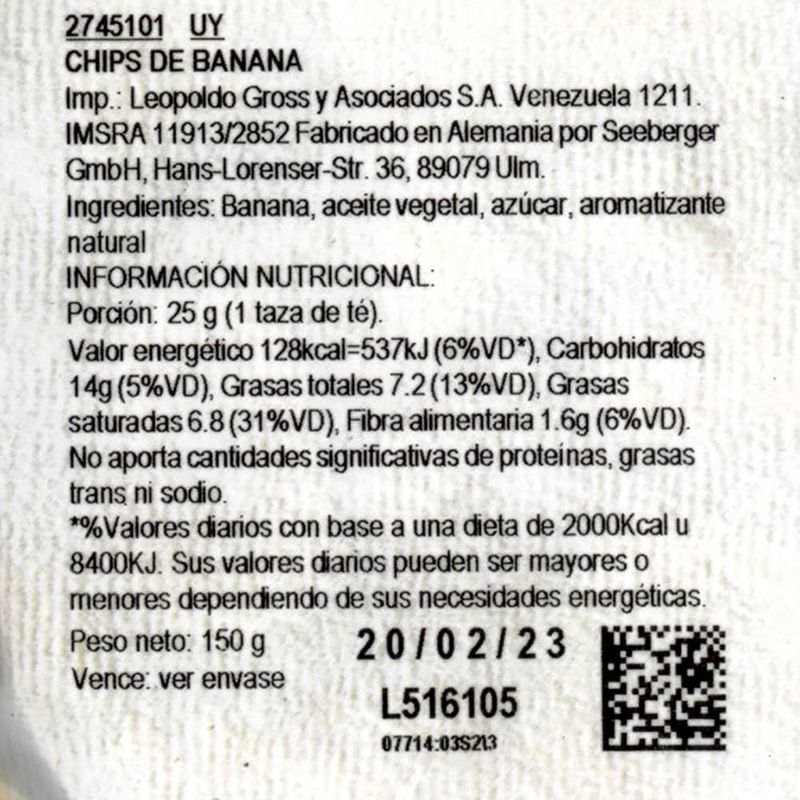 2745101 UY
CHIPS DE BANANA
Imp.: Leopoldo Gross y Asociados S.A. Venezuela 1211.
IMSRA 11913/2852 Fabricado en Alemania por Seeberger
GmbH, Hans-Lorenser-Str. 36, 89079 Ulm.
Ingredientes: Banana, aceite vegetal, azúcar, aromatizante
natural
INFORMACIÓN NUTRICIONAL:
Porción: 25 g (1 taza de té).
Valor energético 128kcal=537kJ (6%VD*), Carbohidratos
14g (5%VD), Grasas totales 7.2 (13%VD), Grasas
saturadas 6.8 (31%VD), Fibra alimentaria 1.6g (6%VD).
No aporta cantidades significativas de proteínas, grasas
trans ni sodio.
*%Valores diarios con base a una dieta de 2000Kcal u
8400KJ. Sus valores diarios pueden ser mayores o
menores dependiendo de sus necesidades energéticas.
Peso neto: 150 g
Vence: ver envase
20/02/23
L516105